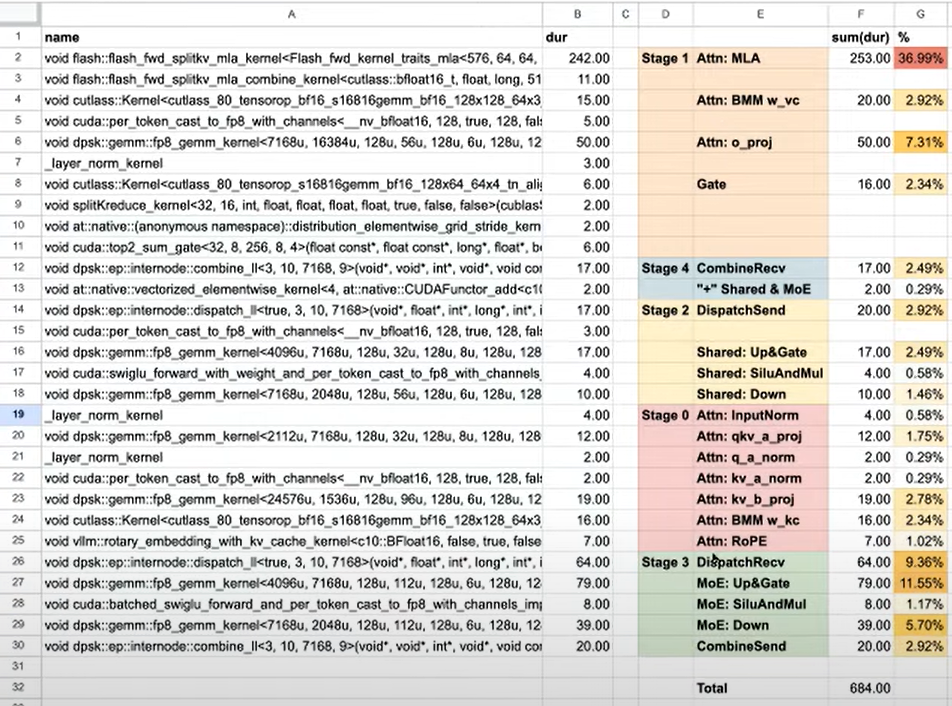 A B C D E F G
1 name dur sum(dur) %
2 void flash::flash_fwd_splitkv_mla_kernel<Flash_fwd_kernel_traits_mla<576, 64, 64, 242.00 Stage 1 Attn: MLA 253.00 36.99%
3 void flash::flash_fwd_splitkv_mla_combine_kernel<cutlass::bfloat16_t, float, long, 51 11.00
4 void cutlass::Kernel<cutlass_80_tensorop_bf16_s16816gemm_bf16_128x128_64x3_ 15.00 Attn: BMM w_vc 20.00 2.92%
5 void cuda::per_token_cast_to_fp8_with_channels<__nv_bfloat16, 128, true, 128, fals 5.00
6 void dpsk::gemm::fp8_gemm_kernel<7168u, 16384u, 128u, 56u, 128u, 6u, 128u, 12 50.00 Attn: o_proj 50.00 7.31%
7 _layer_norm_kernel 3.00
8 void cutlass::Kernel<cutlass_80_tensorop_s16816gemm_bf16_128x64_64x4_tn_alig 6.00 Gate 16.00 2.34%
9 void splitKreduce_kernel<32, 16, int, float, float, float, float, true, false, false>(cublas 2.00
10 void at::native::(anonymous namespace)::distribution_elementwise_grid_stride_kern 2.00
11 void cuda::top2_sum_gate<32, 8, 256, 8, 4>(float const*, float const*, long*, float*, b 6.00
12 void dpsk::ep::internode::combine_ll<3, 10, 7168, 9>(void*, void*, int*, void*, void con 17.00 Stage 4 CombineRecv 17.00 2.49%
13 void at::native::vectorized_elementwise_kernel<4, at::native::CUDAFunctor_add<c10 2.00 "+" Shared & MoE 2.00 0.29%
14 void dpsk::ep::internode::dispatch_ll<true, 3, 10, 7168>(void*, float*, int*, long*, int*, i 17.00 Stage 2 DispatchSend 20.00 2.92%
15 void cuda::per_token_cast_to_fp8_with_channels<__nv_bfloat16, 128, true, 128, fals 3.00
16 void dpsk::gemm::fp8_gemm_kernel<4096u, 7168u, 128u, 32u, 128u, 8u, 128u, 128 17.00 Shared: Up&Gate 17.00 2.49%
17 void cuda::swiglu_forward_with_weight_and_per_token_cast_to_fp8_with_channels_ 4.00 Shared: SiluAndMul 4.00 0.58%
18 void dpsk::gemm::fp8_gemm_kernel<7168u, 2048u, 128u, 56u, 128u, 6u, 128u, 128 10.00 Shared: Down 10.00 1.46%
19 _layer_norm_kernel 4.00 Stage 0 Attn: InputNorm 4.00 0.58%
20 void dpsk::gemm::fp8_gemm_kernel<2112u, 7168u, 128u, 32u, 128u, 8u, 128u, 128 12.00 Attn: qkv_a_proj 12.00 1.75%
21 _layer_norm_kernel 2.00 Attn: q_a_norm 2.00 0.29%
22 void cuda::per_token_cast_to_fp8_with_channels<__nv_bfloat16, 128, true, 128, fals 2.00 Attn: kv_a_norm 2.00 0.29%
23 void dpsk::gemm::fp8_gemm_kernel<24576u, 1536u, 128u, 96u, 128u, 6u, 128u, 12 19.00 Attn: kv_b_proj 19.00 2.78%
24 void cutlass::Kernel<cutlass_80_tensorop_bf16_s16816gemm_bf16_128x128_64x3_ 16.00 Attn: BMM w_kc 16.00 2.34%
25 void vllm::rotary_embedding_with_kv_cache_kernel<c10::BFloat16, false, true, false 7.00 Attn: RoPE 7.00 1.02%
26 void dpsk::ep::internode::dispatch_ll<true, 3, 10, 7168>(void*, float*, int*, long*, int*, i 64.00 Stage 3 DispatchRecv 64.00 9.36%
27 void dpsk::gemm::fp8_gemm_kernel<4096u, 7168u, 128u, 112u, 128u, 6u, 128u, 12 79.00 MoE: Up&Gate 79.00 11.55%
28 void cuda::batched_swiglu_forward_and_per_token_cast_to_fp8_with_channels_imp 8.00 MoE: SiluAndMul 8.00 1.17%
29 void dpsk::gemm::fp8_gemm_kernel<7168u, 2048u, 128u, 112u, 128u, 6u, 128u, 12 39.00 MoE: Down 39.00 5.70%
30 void dpsk::ep::internode::combine_ll<3, 10, 7168, 9>(void*, void*, int*, void*, void con 20.00 CombineSend 20.00 2.92%
31
32 Total 684.00